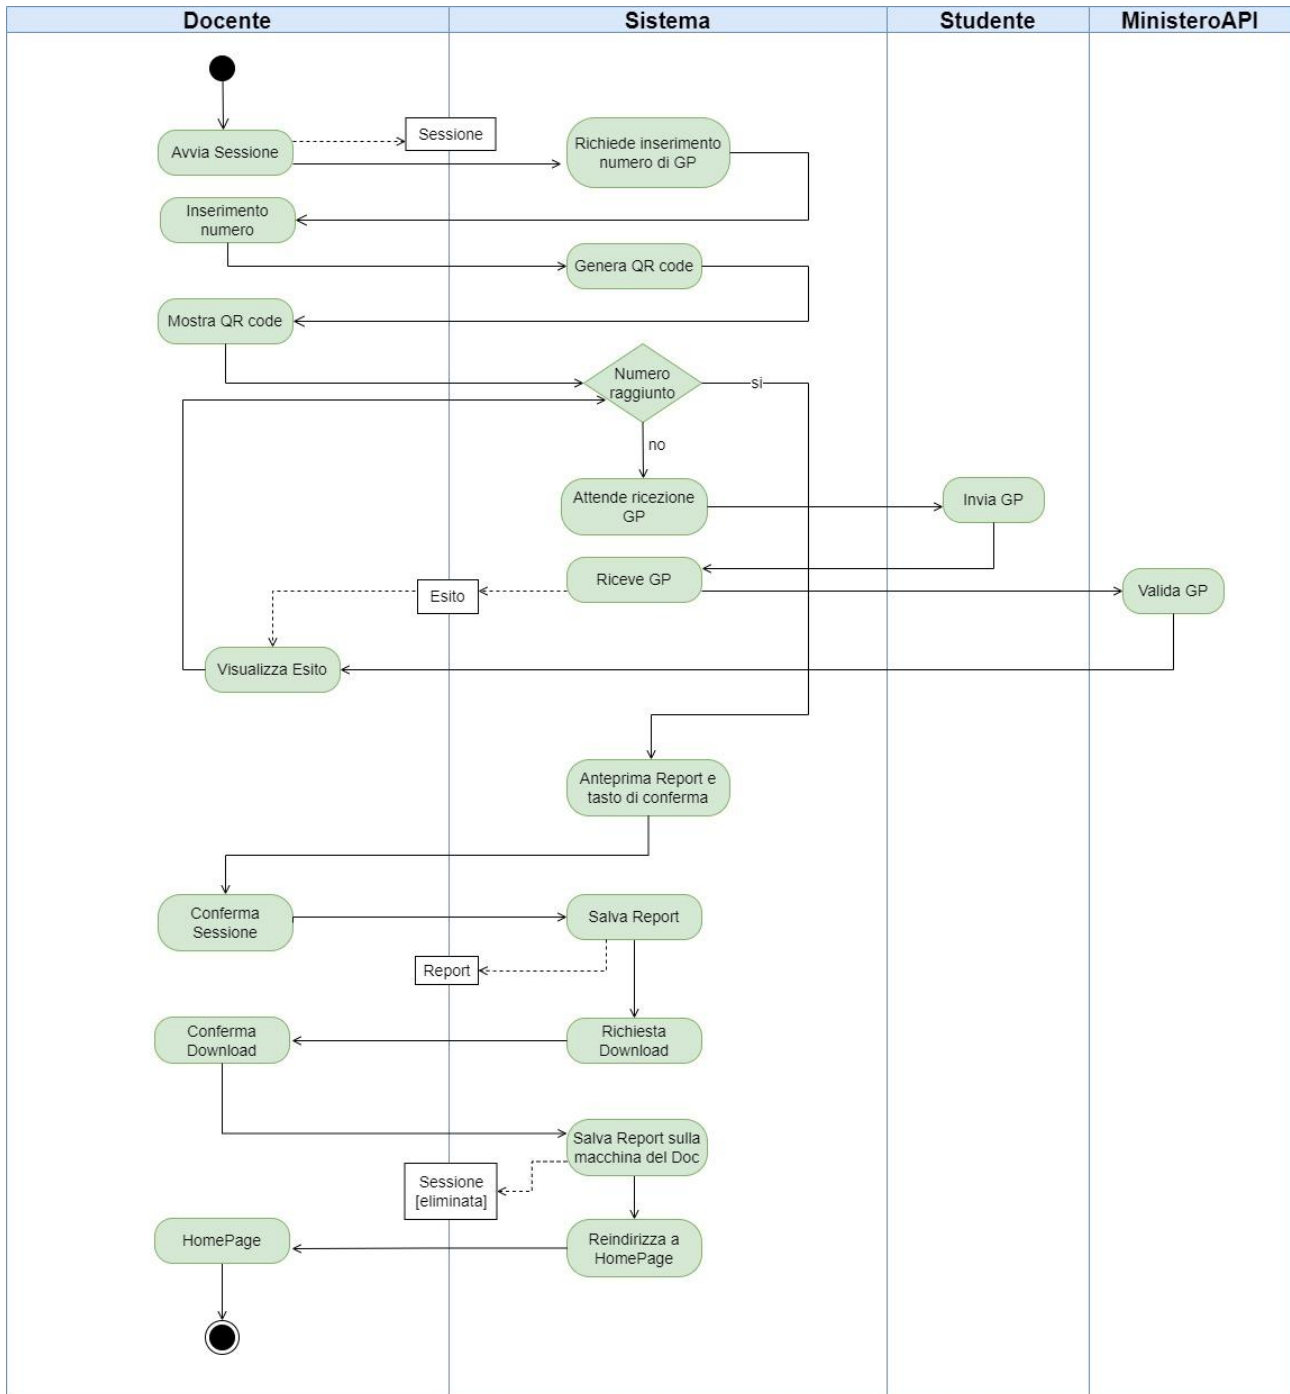 Docente
Sistema
Studente
MinisteroAPI
Sessione
Avvia Sessione
Richiede inserimento
numero di GP
Inserimento
numero
Genera QR code
Mostra QR code
Numero
raggiunto
si
no
Attende ricezione
GP
Invia GP
Riceve GP
Esito
Valida GP
Visualizza Esito
Anteprima Report e
tasto di conferma
Conferma
Sessione
Salva Report
Report
Conferma
Download
Richiesta
Download
Salva Report sulla
macchina del Doc
Sessione
[eliminata]
HomePage
Reindirizza a
HomePage